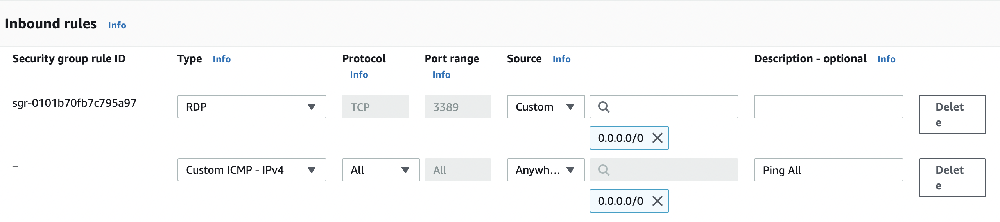 Inbound rules Info
Security group rule ID Type Info Protocol Info Port range Info Source Info Description - optional Info
sgr-0101b70fb7c795a97 RDP TCP 3389 Custom Delete
0.0.0.0/0
– Custom ICMP - IPv4 All All Anywh... Ping All Delete
0.0.0.0/0